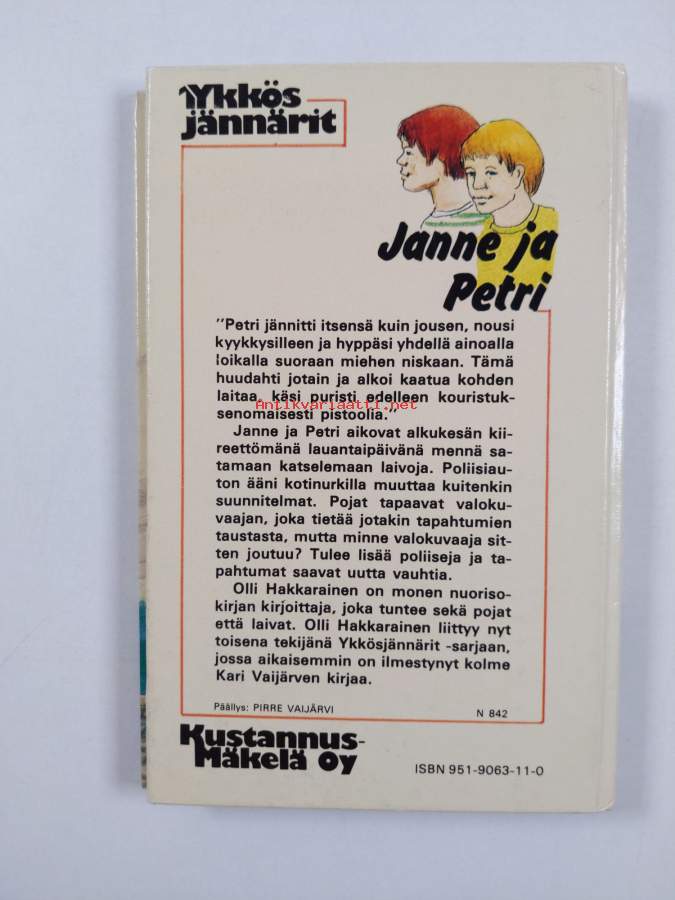 Ykkös
jännärit
Janne ja
Petri
"Petri jännitti itsensä kuin jousen, nousi
kyykkysilleen ja hyppäsi yhdellä ainoalla
loikalla suoraan miehen niskaan. Tämä
huudahti jotain ja alkoi kaatua kohden
laitaa, käsi puristi edelleen kouristuk-
Antikvariaatti.net
senomaisesti pistoolia."
Janne ja Petri aikovat alkukesän kii-
reettömänä lauantaipäivänä mennä sa-
tamaan katselemaan laivoja. Poliisiau-
ton ääni kotinurkilla muuttaa kuitenkin
suunnitelmat. Pojat tapaavat valoku-
vaajan, joka tietää jotakin tapahtumien
taustasta, mutta minne valokuvaaja sit-
ten joutuu? Tulee lisää poliiseja ja ta-
pahtumat saavat uutta vauhtia.
Olli Hakkarainen on monen nuoriso-
kirjan kirjoittaja, joka tuntee sekä pojat
että laivat. Olli Hakkarainen liittyy nyt
toisena tekijänä Ykkösjännärit -sarjaan,
jossa aikaisemmin on ilmestynyt kolme
Kari Vaijärven kirjaa.
Päällys: PIRRE VAIJÄRVI
N 842
Kustannus-
Mäkelä oy
ISBN 951-9063-11-0